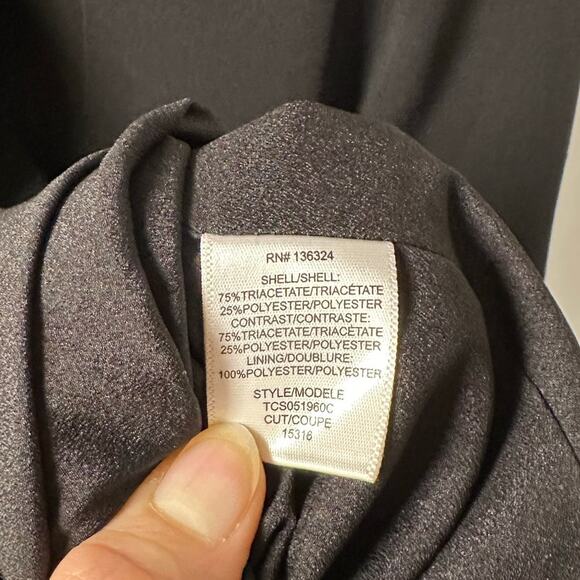 RN# 136324
SHELL/SHELL:
75%TRIACETATE/TRIACÉTATE
25%POLYESTER/POLYESTER
CONTRAST/CONTRASTE:
75%TRIACETATE/TRIACÉTATE
25%POLYESTER/POLYESTER
LINING/DOUBLURE:
100%POLYESTER/POLYESTER
STYLE/MODELE
TCS051960C
CUT/COUPE
15316